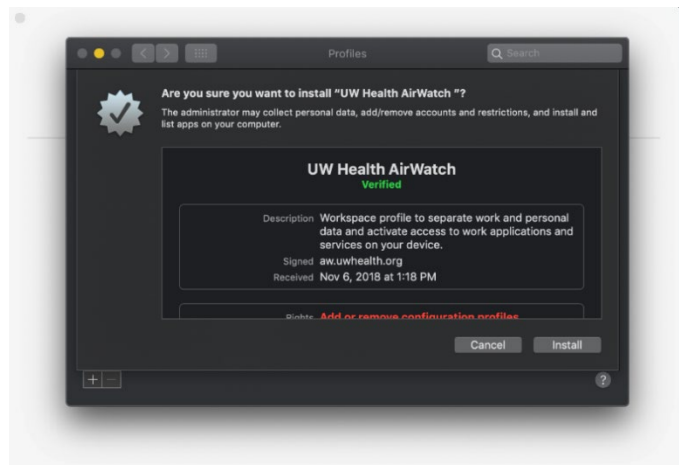 Profiles
Search
Are you sure you want to install "UW Health AirWatch "?
The administrator may collect personal data, add/remove accounts and restrictions, and install and
list apps on your computer.
UW Health AirWatch
Verified
Description Workspace profile to separate work and personal
data and activate access to work applications and
services on your device.
Signed aw.uwhealth.org
Received Nov 6, 2018 at 1:18 PM
Rights Add or remove configuration profiles
Cancel Install
+ − ?